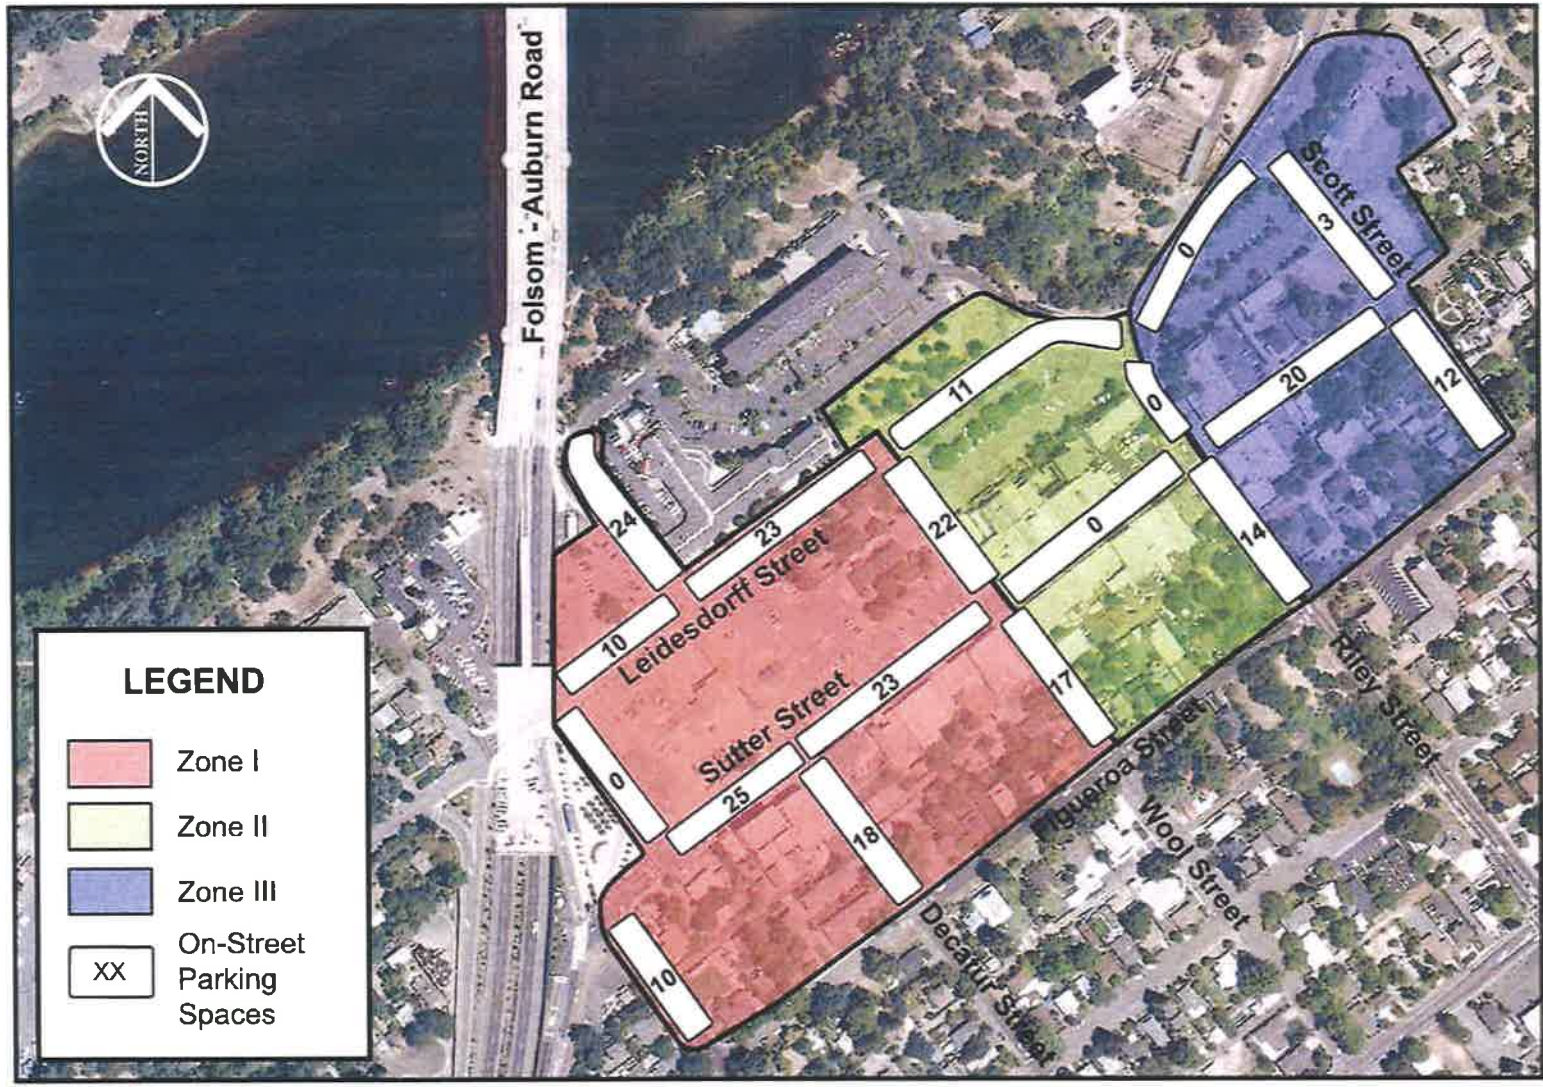 NORTH
Folsom - Auburn Road
Scott Street
3
0
20
12
11
0
0
14
24
23
22
Leidesdorff Street
10
Sutter Street
23
17
0
25
18
10
Figueroa Street
Riley Street
Wool Street
Decatur Street
LEGEND
Zone I
Zone II
Zone III
XX
On-Street
Parking
Spaces